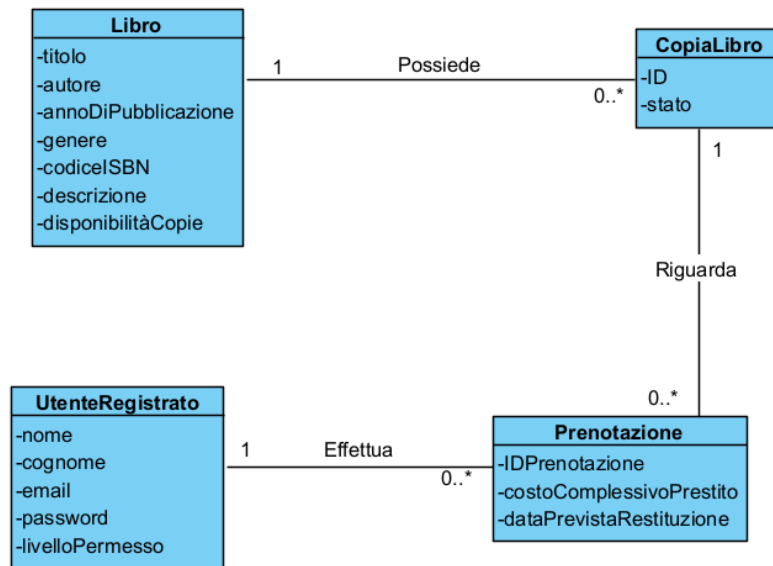 Libro
-titolo
-autore
-annoDiPubblicazione
-genere
-codiceISBN
-descrizione
-disponibilitàCopie
1
Possiede
0..*
CopiaLibro
-ID
-stato
1
Riguarda
0..*
UtenteRegistrato
-nome
-cognome
-email
-password
-livelloPermesso
1
Effettua
0..*
Prenotazione
-IDPrenotazione
-costoComplessivoPrestito
-dataPrevistaRestituzione